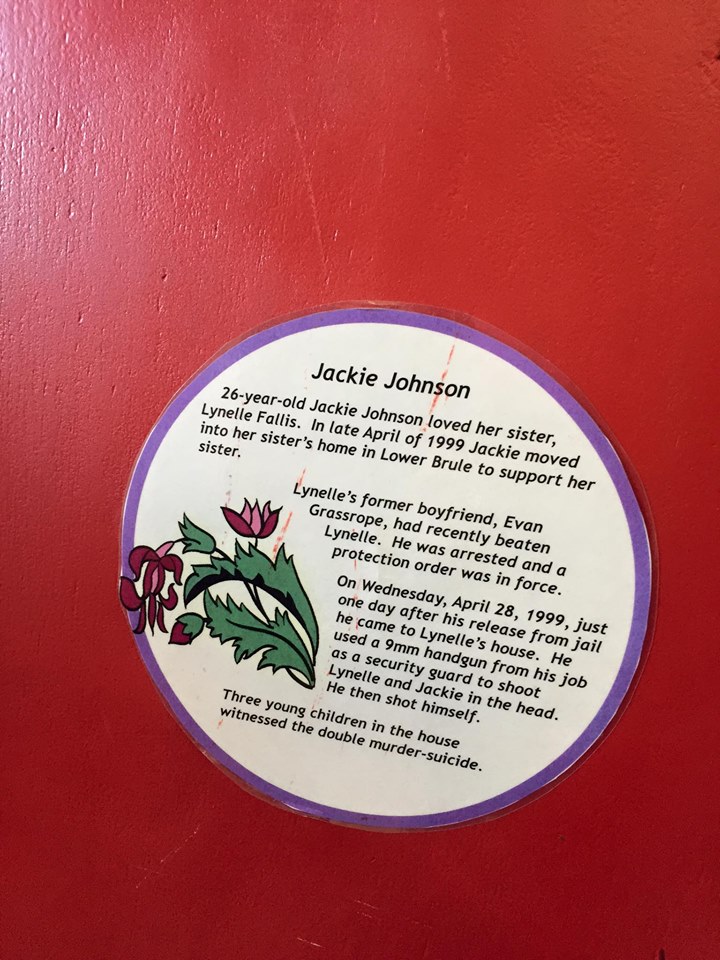 Jackie Johnson
26-year-old Jackie Johnson loved her sister,
Lynelle Fallis. In late April of 1999 Jackie moved
into her sister's home in Lower Brule to support her
sister.
Lynelle's former boyfriend, Evan
Grassrope, had recently beaten
Lynelle. He was arrested and a
protection order was in force.
On Wednesday, April 28, 1999, just
one day after his release from jail
he came to Lynelle's house. He
used a 9mm handgun from his job
as a security guard to shoot
Lynelle and Jackie in the head.
He then shot himself.
Three young children in the house
witnessed the double murder-suicide.